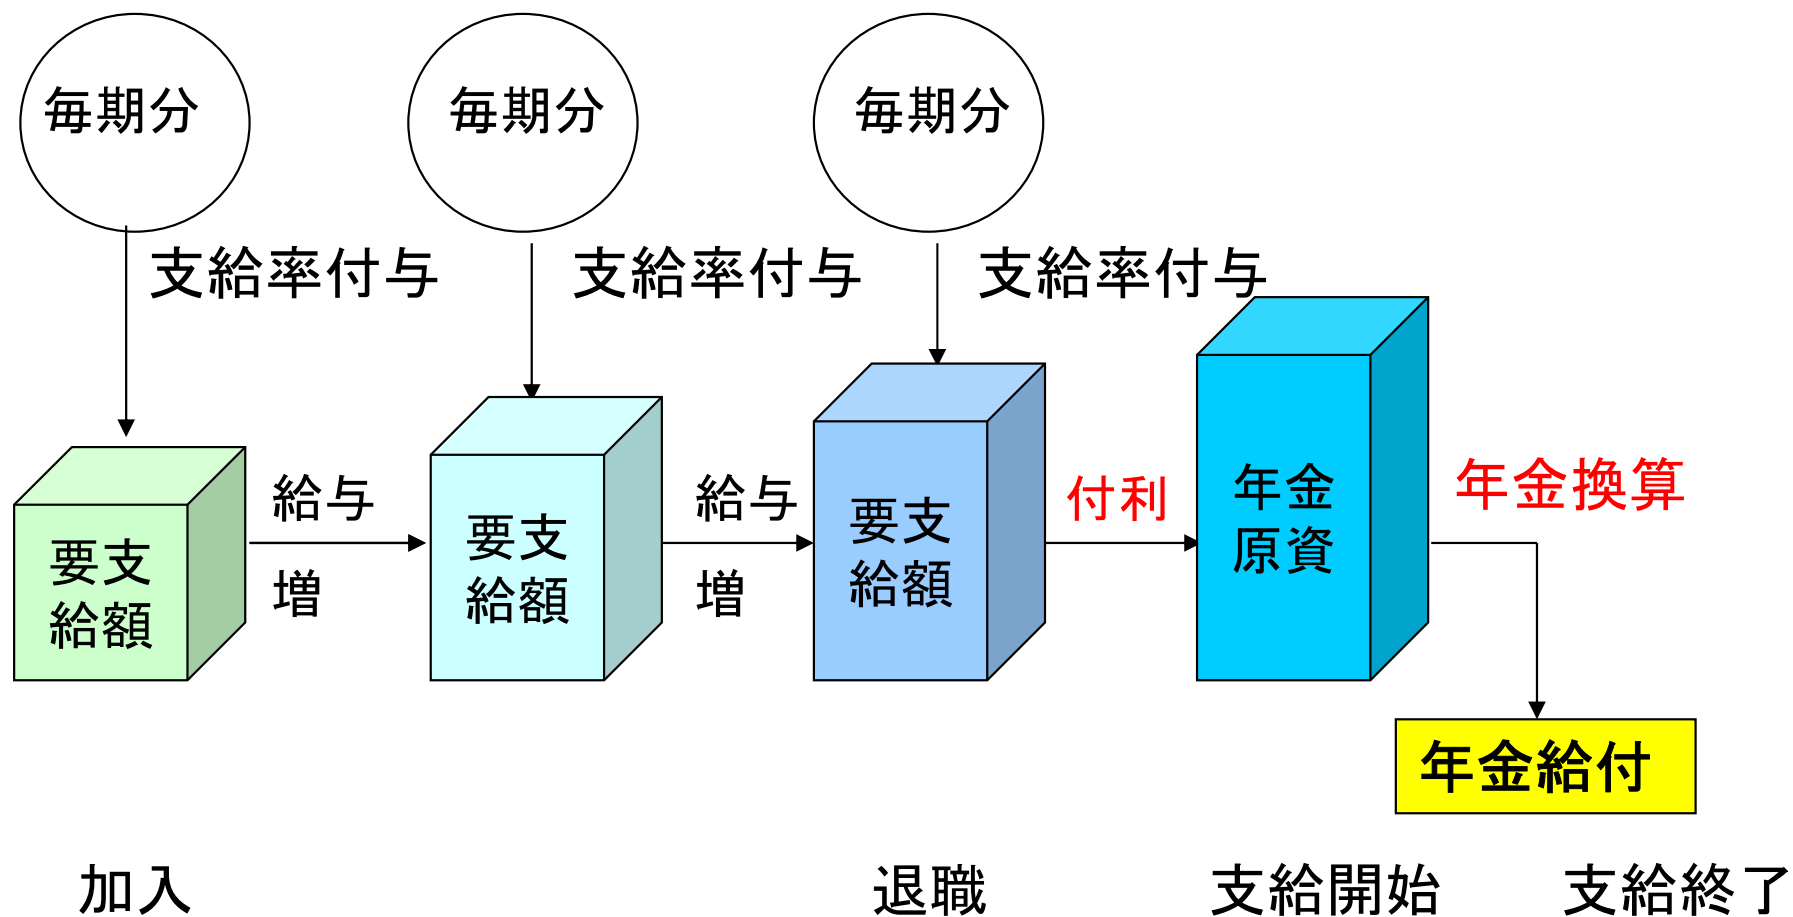 毎期分
毎期分
毎期分
支給率付与
支給率付与
支給率付与
要支
給額
給与
増
要支
給額
給与
増
要支
給額
付利
年金
原資
年金換算
年金給付
加入
退職
支給開始
支給終了